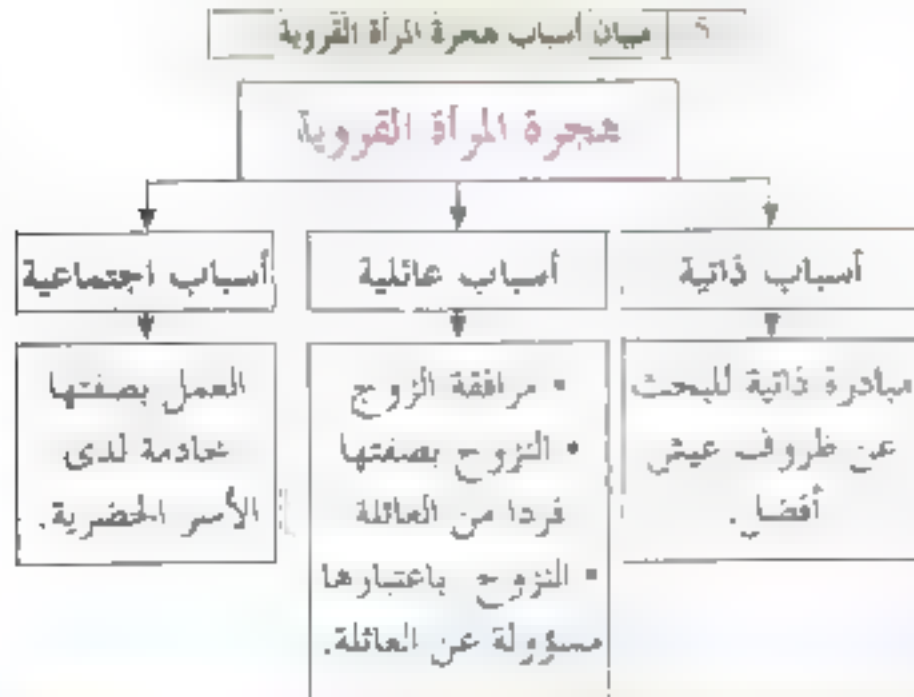 5 بيان أسباب هجرة المرأة القروية
هجرة المرأة القروية
أسباب ذاتية
مبادرة ذاتية للبحث
عن ظروف عيش
أفضل.
أسباب عائلية
• مرافقة الزوج
• النزوح بصفتها
فردا من العائلة
• النزوح باعتبارها
مسؤولة عن العائلة.
أسباب اجتماعية
العمل بصفتها
خادمة لدى
الأسر الحضرية.